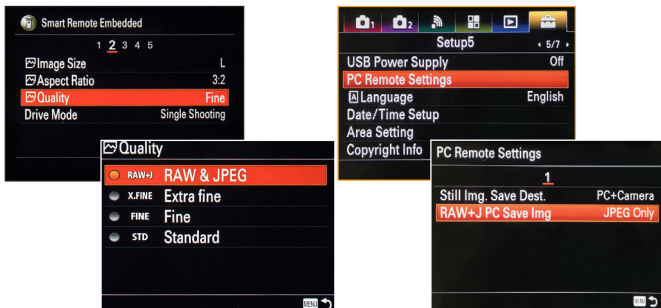 Smart Remote Embedded
1 2 3 4 5
Image Size L
Aspect Ratio 3:2
Quality Fine
Drive Mode Single Shooting
Quality
RAW+J RAW & JPEG
X.FINE Extra fine
FINE Fine
STD Standard
MENU
1 2
Setup5 5/7
USB Power Supply Off
PC Remote Settings
A Language English
Date/Time Setup
Area Setting
Copyright Info
PC Remote Settings
1
Still Img. Save Dest. PC+Camera
RAW+J PC Save Img JPEG Only
MENU